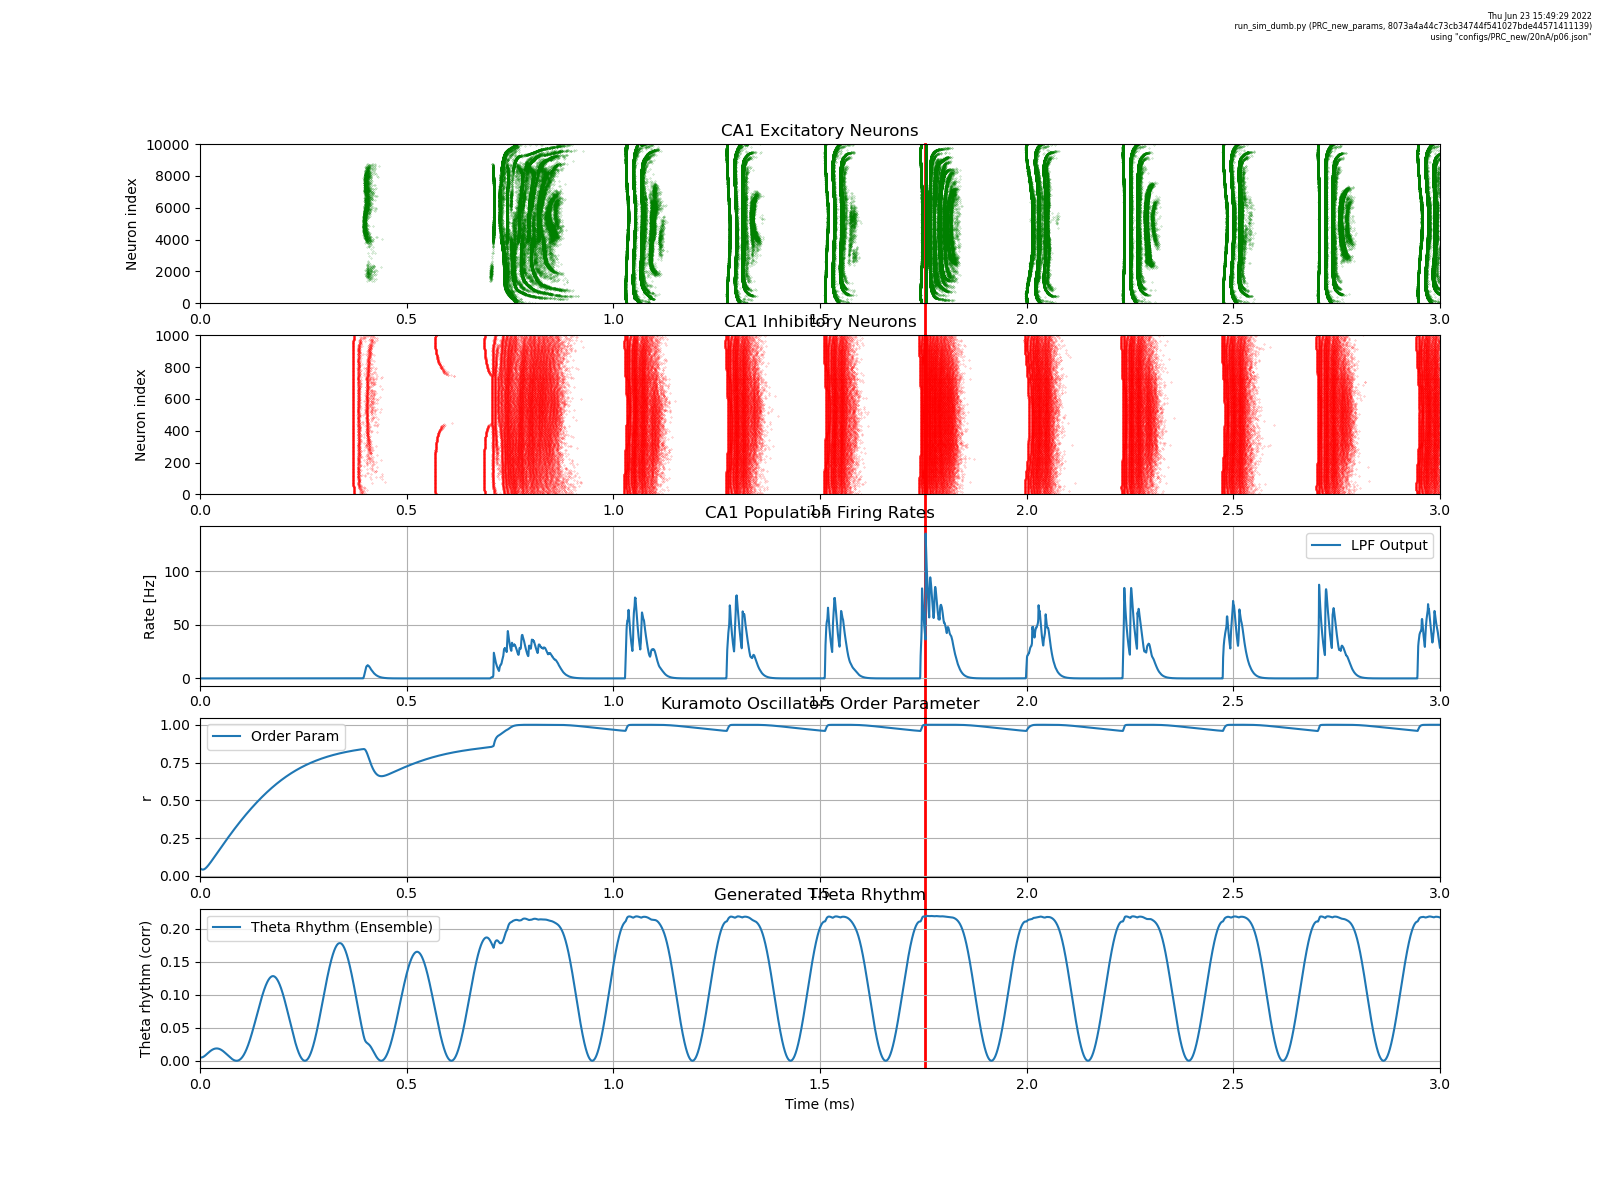 Thu Jun 23 15:49:29 2022
run_sim_dumb.py (PRC_new_params, 8073a4a44c73cb34744f541027bde44571411139)
using "configs/PRC_new/20nA/p06.json"
CA1 Excitatory Neurons
Neuron index
10000
8000
6000
4000
2000
0
0.0 0.5 1.0 1.5 2.0 2.5 3.0
CA1 Inhibitory Neurons
Neuron index
1000
800
600
400
200
0
0.0 0.5 1.0 1.5 2.0 2.5 3.0
CA1 Population Firing Rates
Rate [Hz]
100
50
0
LPF Output
0.0 0.5 1.0 1.5 2.0 2.5 3.0
Kuramoto Oscillators Order Parameter
r
1.00
0.75
0.50
0.25
0.00
Order Param
0.0 0.5 1.0 1.5 2.0 2.5 3.0
Generated Theta Rhythm
Theta rhythm (corr)
0.20
0.15
0.10
0.05
0.00
Theta Rhythm (Ensemble)
0.0 0.5 1.0 1.5 2.0 2.5 3.0
Time (ms)